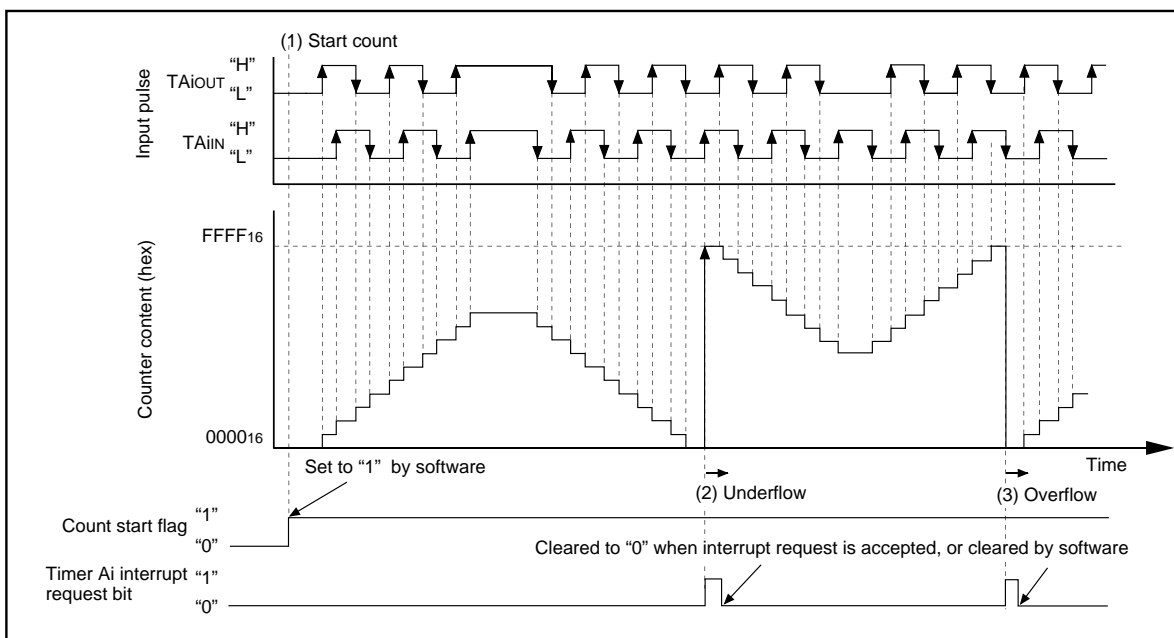 (1) Start count
Input pulse
TAiOUT
“H”
“L”
TAiIN
“H”
“L”
Counter content (hex)
FFFF16
000016
Time
Set to “1” by software
(2) Underflow
(3) Overflow
Count start flag
“1”
“0”
Cleared to “0” when interrupt request is accepted, or cleared by software
Timer Ai interrupt
request bit
“1”
“0”